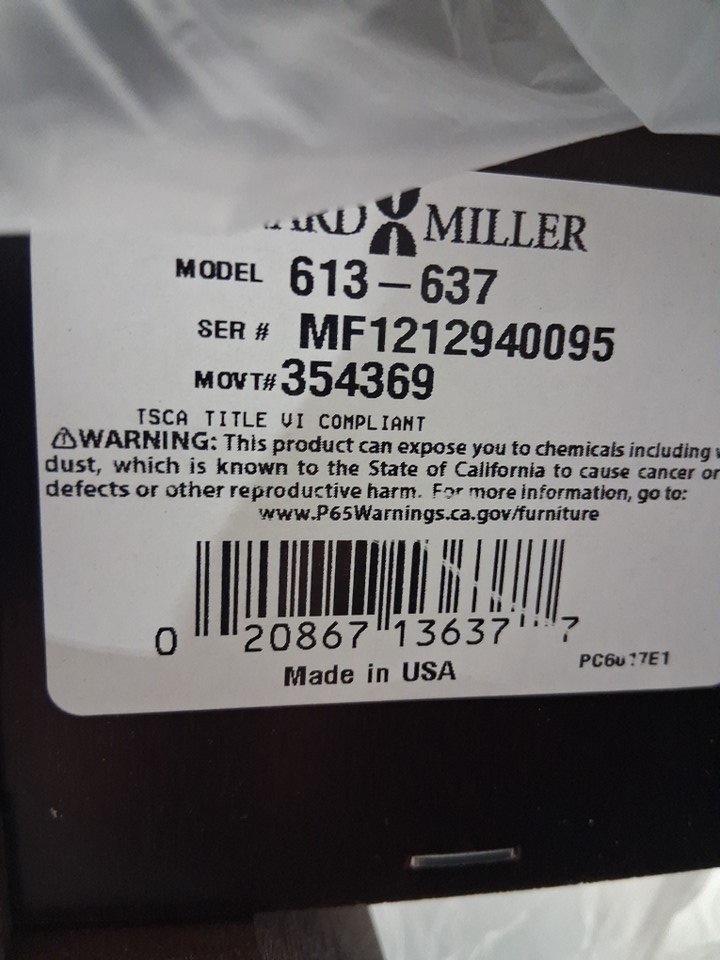 MILLER
MODEL 613-637
SER # MF1212940095
MOVT# 354369
TSCA TITLE VI COMPLIANT
WARNING: This product can expose you to chemicals including
dust, which is known to the State of California to cause cancer or
defects or other reproductive harm. For more information, go to:
www.P65Warnings.ca.gov/furniture
0 20867 13637 7
Made in USA